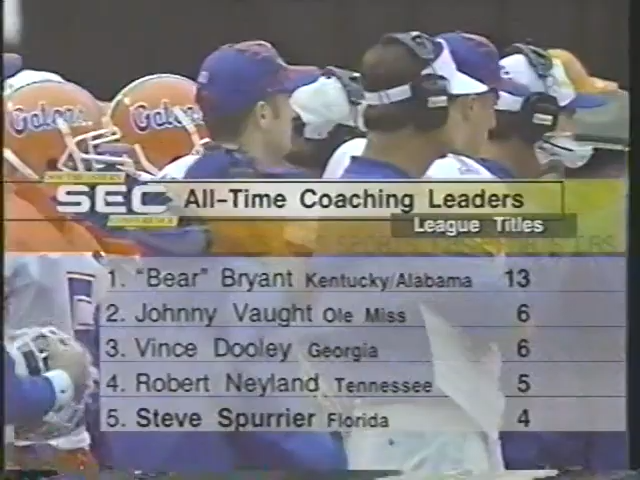 Gators
Gators
SEC All-Time Coaching Leaders
League Titles
1. "Bear" Bryant Kentucky/Alabama 13
2. Johnny Vaught Ole Miss 6
3. Vince Dooley Georgia 6
4. Robert Neyland Tennessee 5
5. Steve Spurrier Florida 4